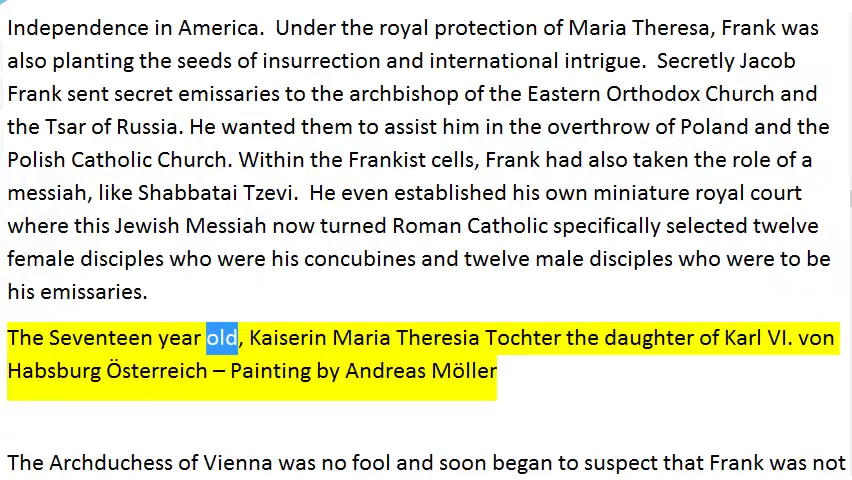 Independence in America.  Under the royal protection of Maria Theresa, Frank was
also planting the seeds of insurrection and international intrigue.  Secretly Jacob
Frank sent secret emissaries to the archbishop of the Eastern Orthodox Church and
the Tsar of Russia. He wanted them to assist him in the overthrow of Poland and the
Polish Catholic Church. Within the Frankist cells, Frank had also taken the role of a
messiah, like Shabbatai Tzevi.  He even established his own miniature royal court
where this Jewish Messiah now turned Roman Catholic specifically selected twelve
female disciples who were his concubines and twelve male disciples who were to be
his emissaries.
The Seventeen year old, Kaiserin Maria Theresia Tochter the daughter of Karl VI. von
Habsburg Österreich – Painting by Andreas Möller
The Archduchess of Vienna was no fool and soon began to suspect that Frank was not